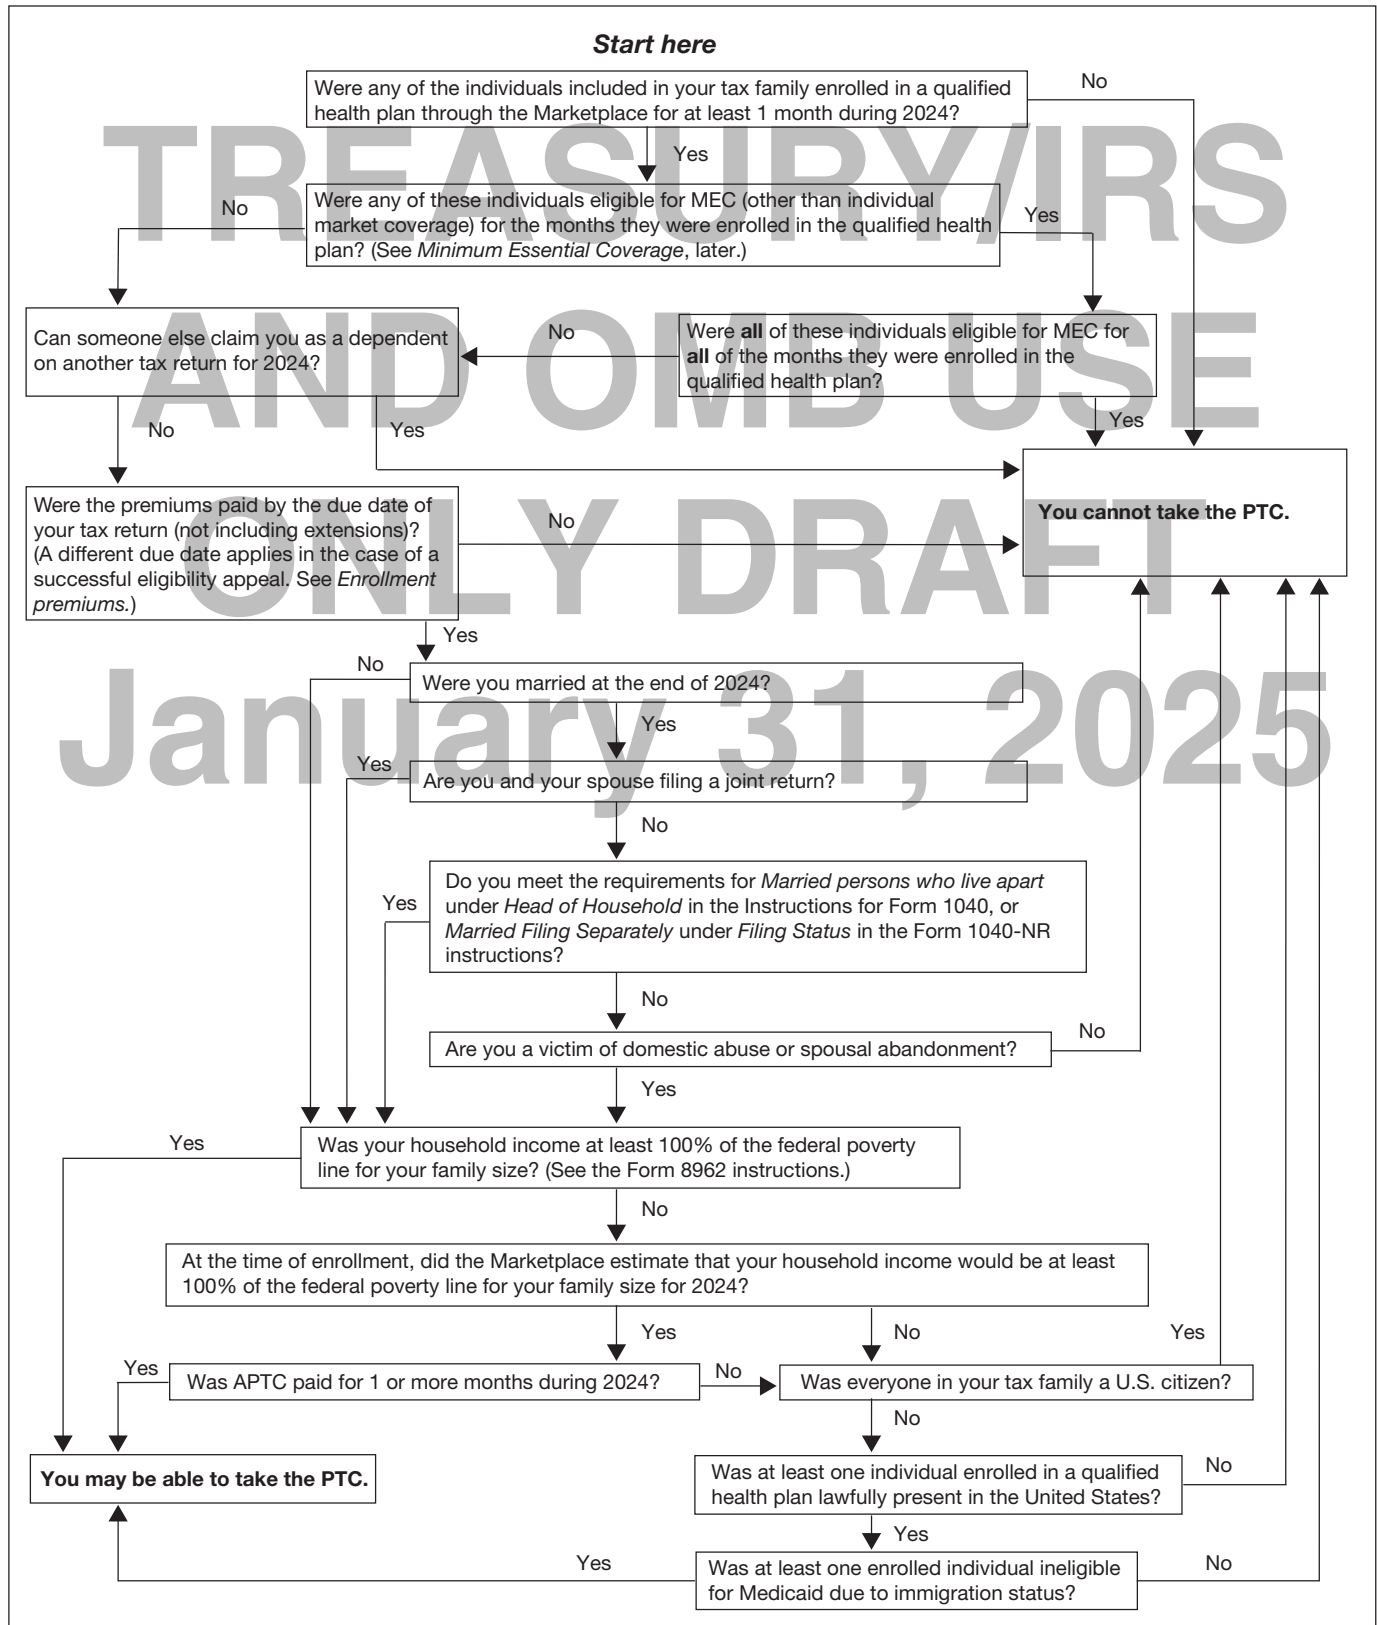 Start here
Were any of the individuals included in your tax family enrolled in a qualified
health plan through the Marketplace for at least 1 month during 2024?
No
TREASURY/IRS
Yes
Were any of these individuals eligible for MEC (other than individual
market coverage) for the months they were enrolled in the qualified health
plan? (See Minimum Essential Coverage, later.)
No
Yes
AND OMB USE
Can someone else claim you as a dependent
on another tax return for 2024?
No
Were all of these individuals eligible for MEC for
all of the months they were enrolled in the
qualified health plan?
No
Yes
Yes
You cannot take the PTC.
ONLY DRAFT
Were the premiums paid by the due date of
your tax return (not including extensions)?
(A different due date applies in the case of a
successful eligibility appeal. See Enrollment
premiums.)
No
Yes
No
Were you married at the end of 2024?
January 31, 2025
Yes
Yes
Are you and your spouse filing a joint return?
No
Do you meet the requirements for Married persons who live apart
under Head of Household in the Instructions for Form 1040, or
Married Filing Separately under Filing Status in the Form 1040-NR
instructions?
Yes
No
Are you a victim of domestic abuse or spousal abandonment?
No
Yes
Was your household income at least 100% of the federal poverty
line for your family size? (See the Form 8962 instructions.)
Yes
No
At the time of enrollment, did the Marketplace estimate that your household income would be at least
100% of the federal poverty line for your family size for 2024?
Yes
No
Yes
Yes
Was APTC paid for 1 or more months during 2024?
No
Was everyone in your tax family a U.S. citizen?
No
You may be able to take the PTC.
Was at least one individual enrolled in a qualified
health plan lawfully present in the United States?
No
Yes
Yes
Was at least one enrolled individual ineligible
for Medicaid due to immigration status?
No